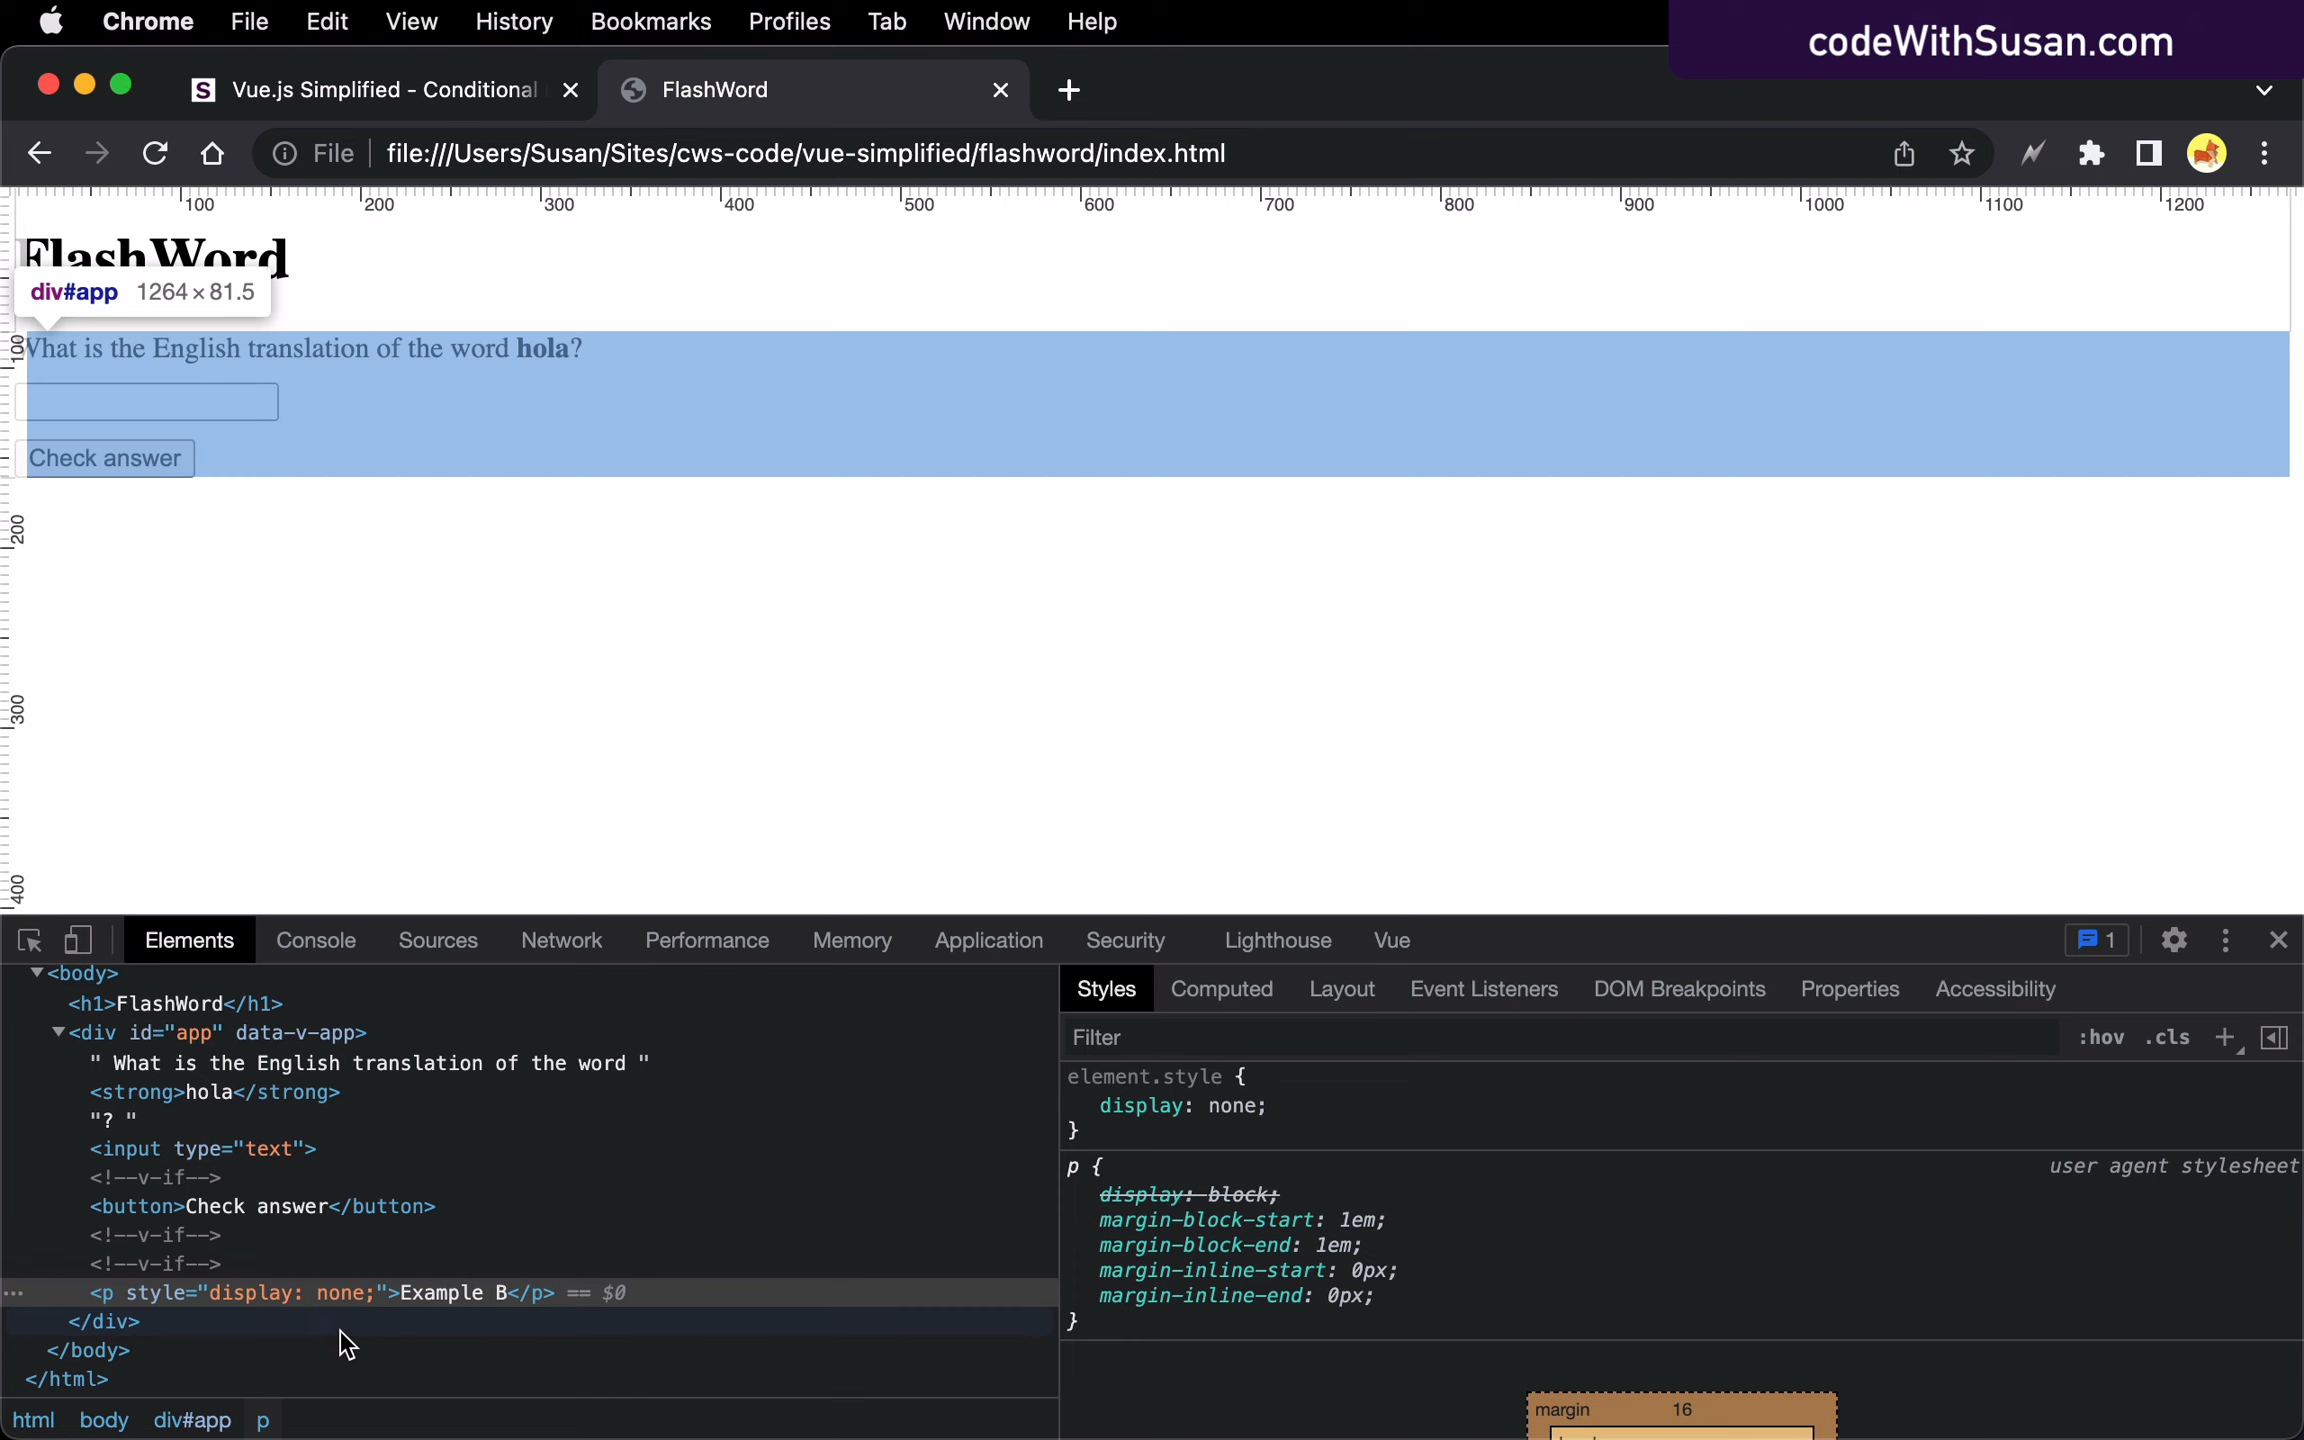 Chrome File Edit View History Bookmarks Profiles Tab Window Help
codeWithSusan.com
S Vue.js Simplified - Conditional
FlashWord
File file:///Users/Susan/Sites/cws-code/vue-simplified/flashword/index.html
100 200 300 400 500 600 700 800 900 1000 1100 1200
FlashWord
div#app 1264×81.5
100
What is the English translation of the word hola?
Check answer
200
300
400
Elements Console Sources Network Performance Memory Application Security Lighthouse Vue 1
<body>
<h1>FlashWord</h1>
<div id="app" data-v-app>
" What is the English translation of the word "
<strong>hola</strong>
"? "
<input type="text">
<!--v-if-->
<button>Check answer</button>
<!--v-if-->
<!--v-if-->
... <p style="display: none;">Example B</p> == $0
</div>
</body>
</html>
html body div#app p
Styles Computed Layout Event Listeners DOM Breakpoints Properties Accessibility
Filter :hov .cls
element.style {
display: none;
}
p { user agent stylesheet
display: block;
margin-block-start: 1em;
margin-block-end: 1em;
margin-inline-start: 0px;
margin-inline-end: 0px;
}
margin 16